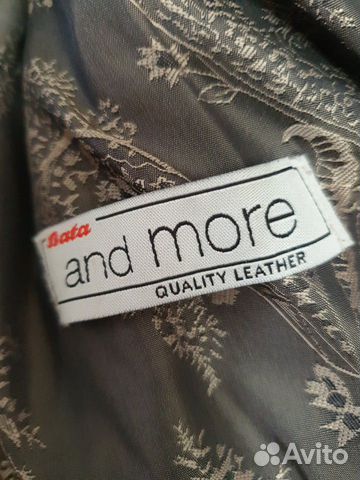 Bata
and more
QUALITY LEATHER
Avito